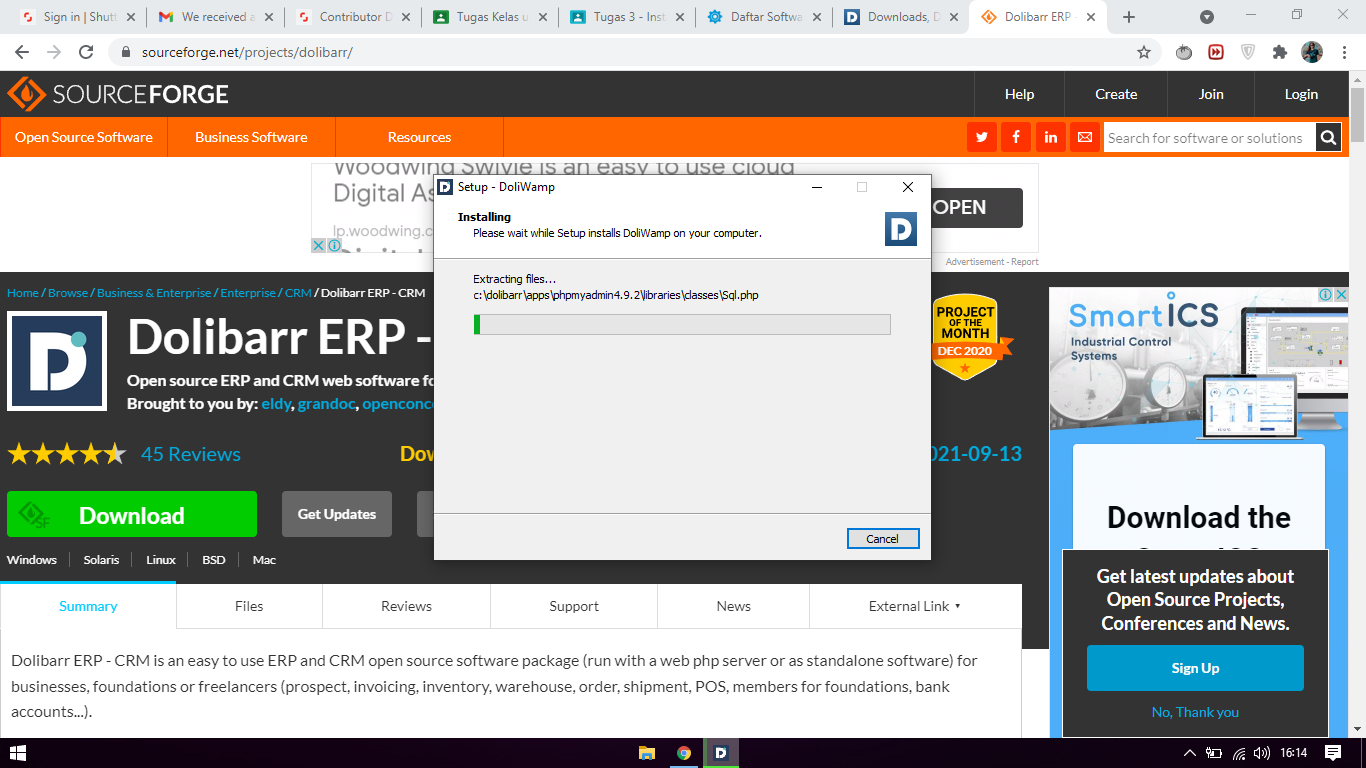 Sign in | Shutt
We received a
Contributor D
Tugas Kelas u
Tugas 3 - Inst
Daftar Softwa
Downloads, D
Dolibarr ERP -
sourceforge.net/projects/dolibarr/
SOURCEFORGE
Help
Create
Join
Login
Open Source Software
Business Software
Resources
Search for software or solutions
Woodwing Swivle is an easy to use cloud
Digital As
lp.woodwing.c
OPEN
Advertisement - Report
Setup - DoliWamp
Installing
Please wait while Setup installs DoliWamp on your computer.
Extracting files...
c:\dolibarr\apps\phpmyadmin4.9.2\libraries\classes\Sql.php
Cancel
Home / Browse / Business & Enterprise / Enterprise / CRM / Dolibarr ERP - CRM
Dolibarr ERP -
Open source ERP and CRM web software fo
Brought to you by: eldy, grandoc, openconc
PROJECT
OF THE
MONTH
DEC 2020
45 Reviews
Dow
021-09-13
SF
Download
Get Updates
Windows
Solaris
Linux
BSD
Mac
Summary
Files
Reviews
Support
News
External Link
Dolibarr ERP - CRM is an easy to use ERP and CRM open source software package (run with a web php server or as standalone software) for
businesses, foundations or freelancers (prospect, invoicing, inventory, warehouse, order, shipment, POS, members for foundations, bank
accounts...).
SmartICS
Industrial Control
Systems
Download the
Get latest updates about
Open Source Projects,
Conferences and News.
Sign Up
No, Thank you
16:14